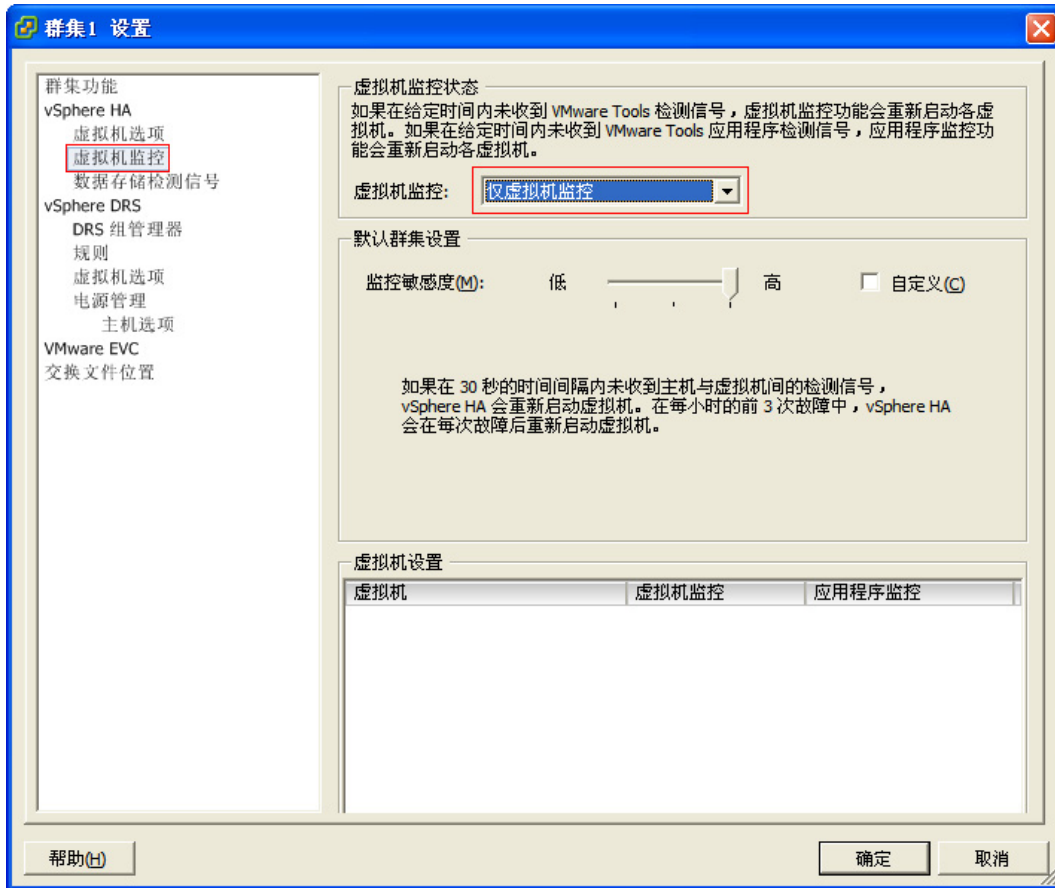 群集1 设置
群集功能
vSphere HA
虚拟机选项
虚拟机监控
数据存储检测信号
vSphere DRS
DRS 组管理器
规则
虚拟机选项
电源管理
主机选项
VMware EVC
交换文件位置
虚拟机监控状态
如果在给定时间内未收到 VMware Tools 检测信号，虚拟机监控功能会重新启动各虚
拟机。如果在给定时间内未收到 VMware Tools 应用程序检测信号，应用程序监控功
能会重新启动各虚拟机。
虚拟机监控: 仅虚拟机监控
默认群集设置
监控敏感度(M): 低 高 自定义(C)
如果在 30 秒的时间间隔内未收到主机与虚拟机间的检测信号，
vSphere HA 会重新启动虚拟机。在每小时的前 3 次故障中，vSphere HA
会在每次故障后重新启动虚拟机。
虚拟机设置
虚拟机 虚拟机监控 应用程序监控
帮助(H) 确定 取消